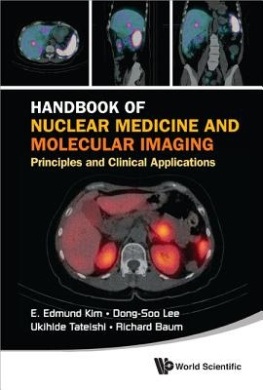 HANDBOOK OF
NUCLEAR MEDICINE AND
MOLECULAR IMAGING
Principles and Clinical Applications
E. Edmund Kim • Dong-Soo Lee
Ukihide Tateishi • Richard Baum
World Scientific